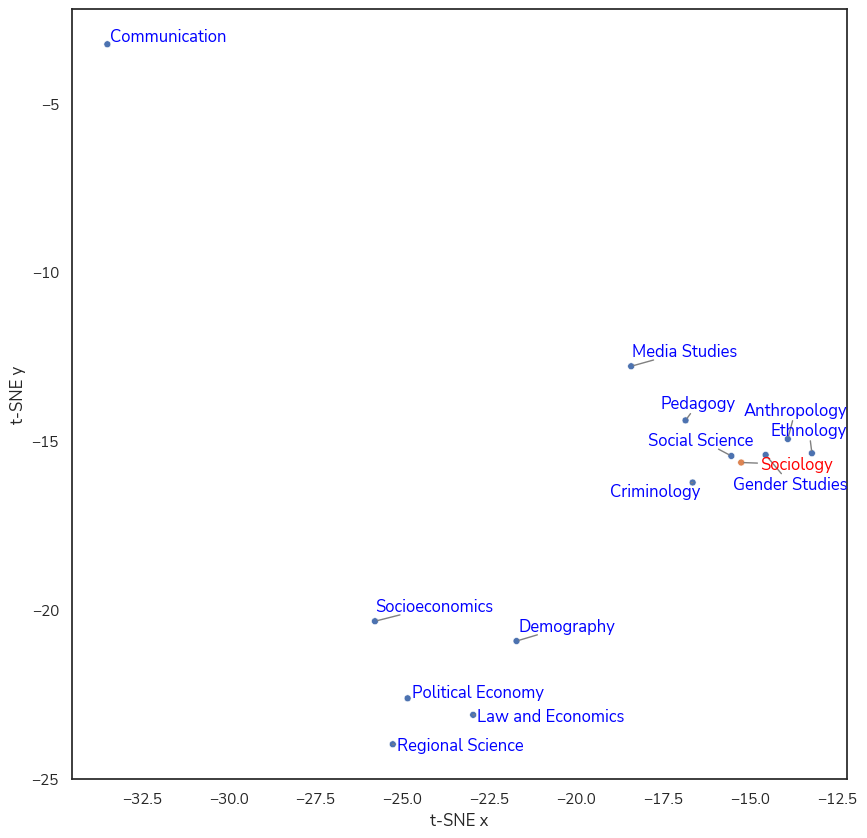 Communication
−5
−10
Media Studies
Pedagogy
Anthropology
Ethnology
Social Science
−15
Sociology
Gender Studies
Criminology
Socioeconomics
−20
Demography
Political Economy
Law and Economics
Regional Science
−25
−32.5 −30.0 −27.5 −25.0 −22.5 −20.0 −17.5 −15.0 −12.5
t-SNE x
t-SNE y